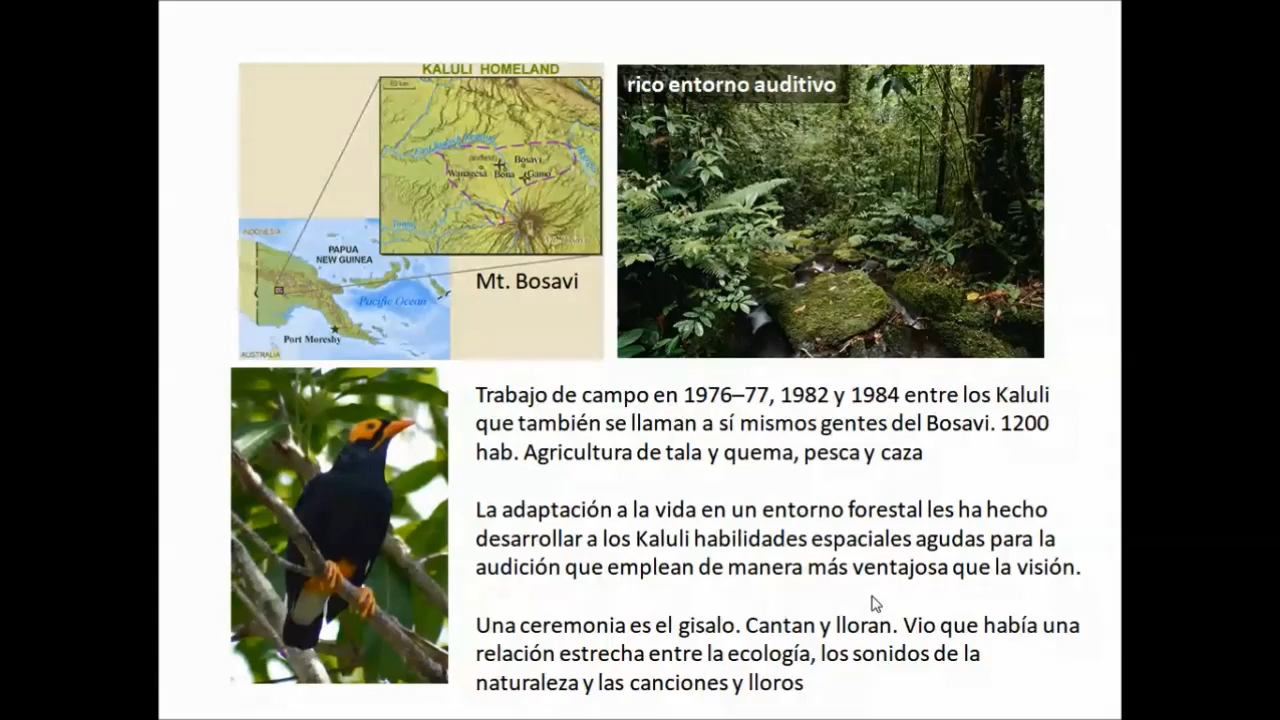 KALULI HOMELAND
rico entorno auditivo
Bosavi
Wanagesa
Bona
Gamo
INDONESIA
PAPUA
NEW GUINEA
Mt. Bosavi
Pacific Ocean
Port Moresby
AUSTRALIA
Trabajo de campo en 1976–77, 1982 y 1984 entre los Kaluli
que también se llaman a sí mismos gentes del Bosavi. 1200
hab. Agricultura de tala y quema, pesca y caza
La adaptación a la vida en un entorno forestal les ha hecho
desarrollar a los Kaluli habilidades espaciales agudas para la
audición que emplean de manera más ventajosa que la visión.
Una ceremonia es el gisalo. Cantan y lloran. Vio que había una
relación estrecha entre la ecología, los sonidos de la
naturaleza y las canciones y lloros